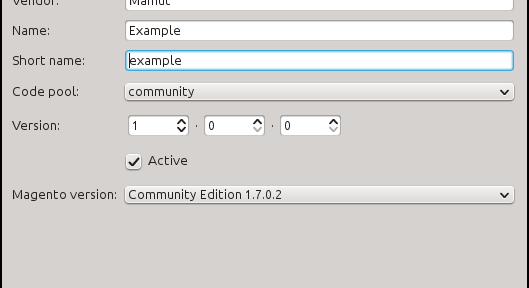 Vendor: Mamut
Name: Example
Short name: example
Code pool: community
Version: 1 . 0 . 0
Active
Magento version: Community Edition 1.7.0.2